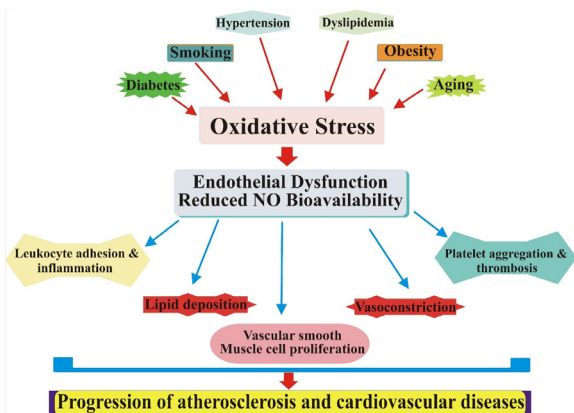 Hypertension
Dyslipidemia
Smoking
Obesity
Diabetes
Aging
Oxidative Stress
Endothelial Dysfunction
Reduced NO Bioavailability
Leukocyte adhesion &
inflammation
Platelet aggregation &
thrombosis
Lipid deposition
Vasoconstriction
Vascular smooth
Muscle cell proliferation
Progression of atherosclerosis and cardiovascular diseases